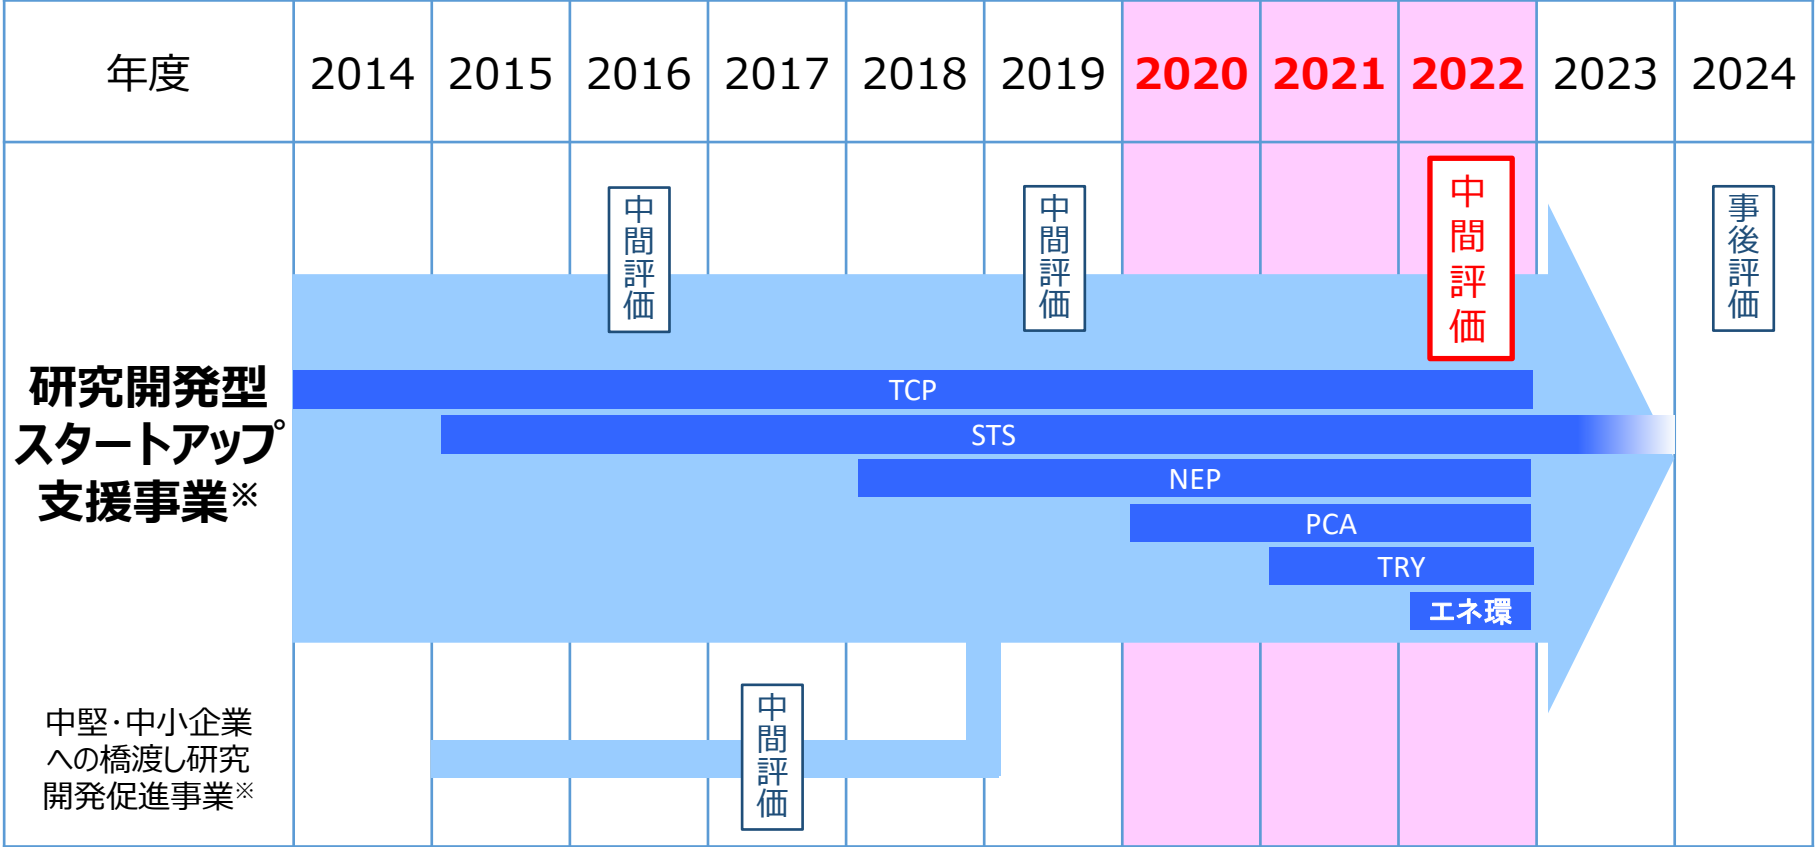 年度 2014 2015 2016 2017 2018 2019 2020 2021 2022 2023 2024
中間評価
中間評価
中間評価
事後評価
研究開発型
スタートアップ
支援事業※
TCP
STS
NEP
PCA
TRY
エネ環
中堅・中小企業
への橋渡し研究
開発促進事業※
中間評価